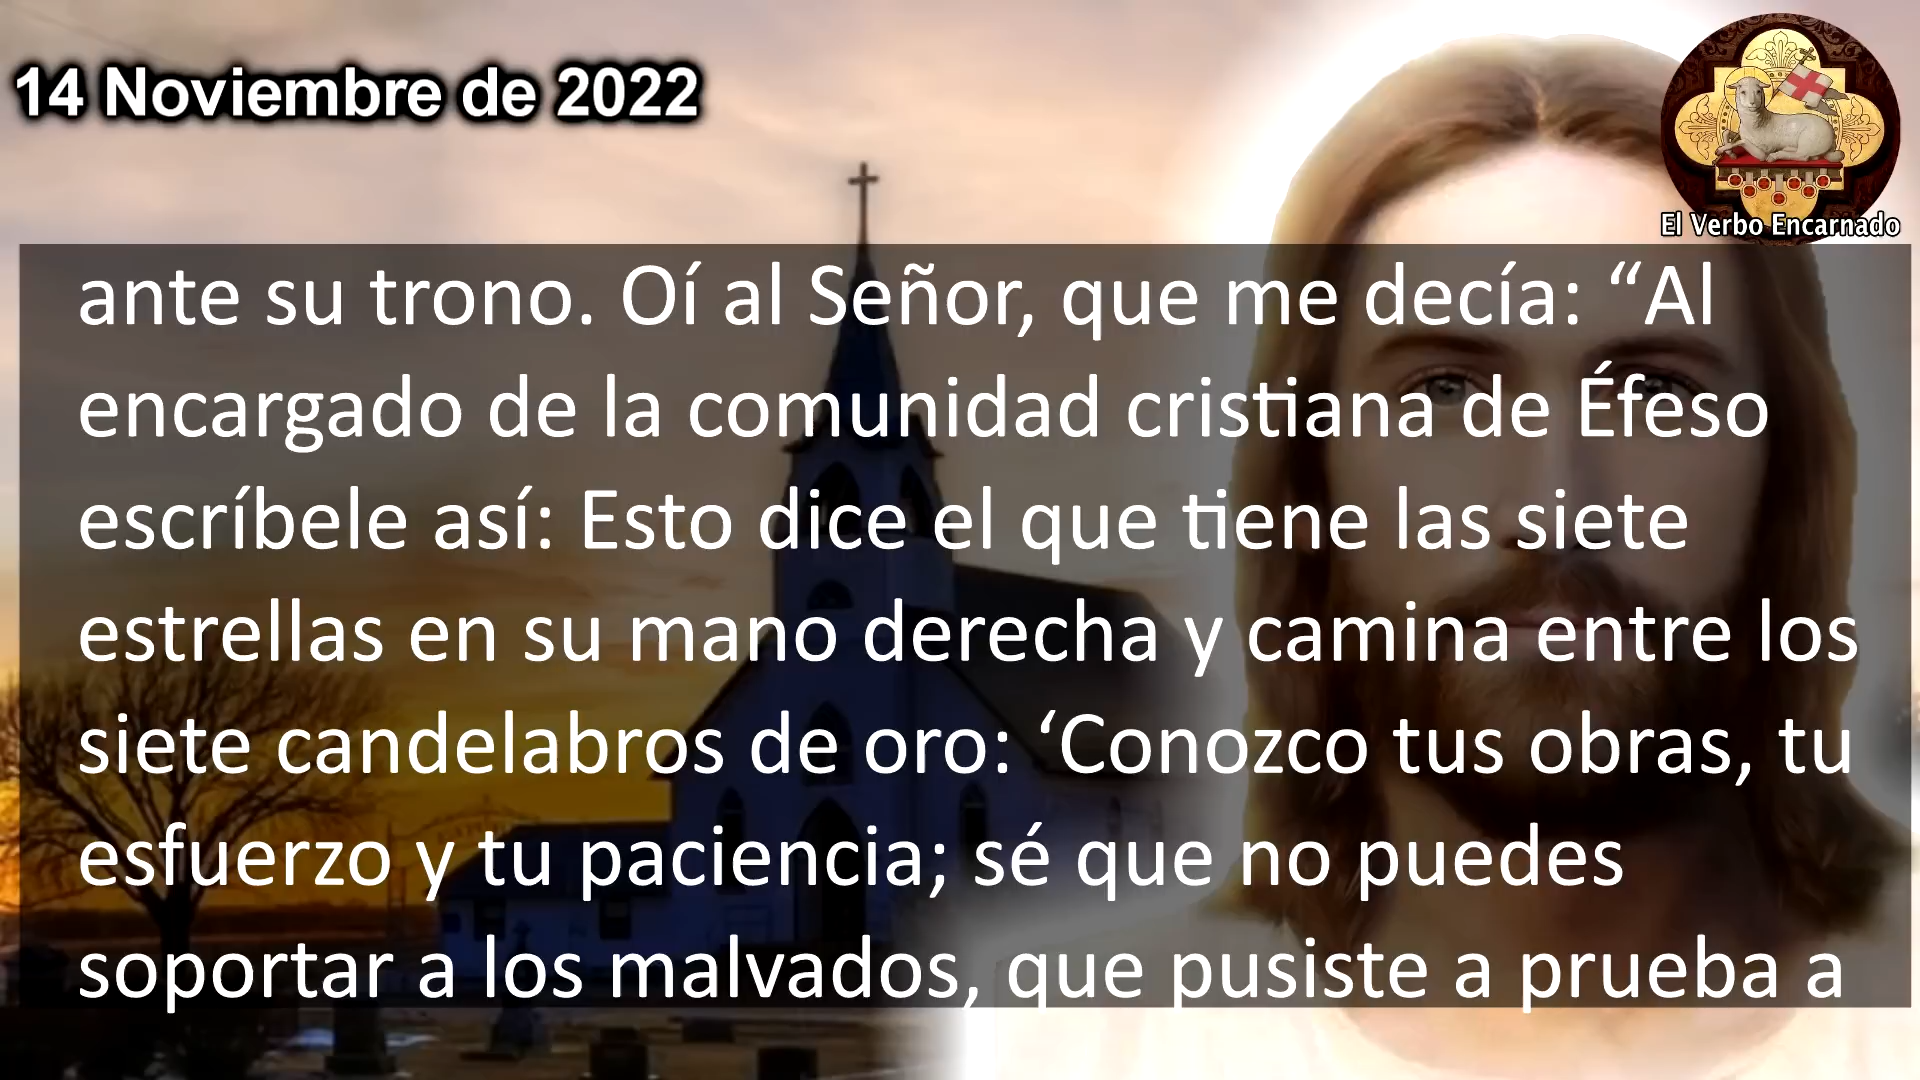 14 Noviembre de 2022
El Verbo Encarnado
ante su trono. Oí al Señor, que me decía: “Al
encargado de la comunidad cristiana de Éfeso
escríbele así: Esto dice el que tiene las siete
estrellas en su mano derecha y camina entre los
siete candelabros de oro: ‘Conozco tus obras, tu
esfuerzo y tu paciencia; sé que no puedes
soportar a los malvados, que pusiste a prueba a